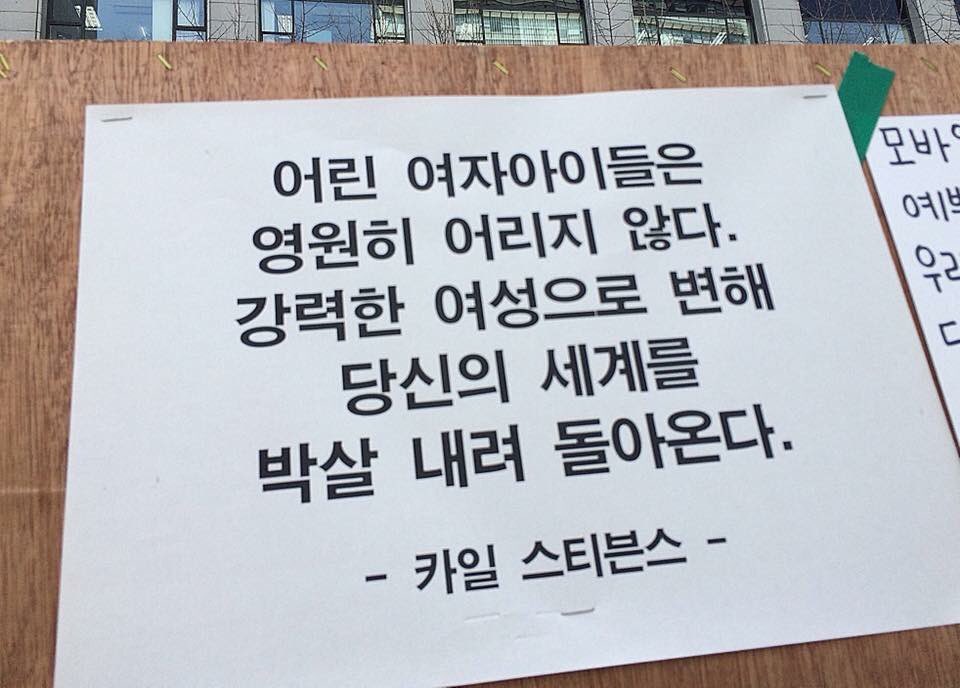 어린 여자아이들은
영원히 어리지 않다.
강력한 여성으로 변해
당신의 세계를
박살 내려 돌아온다.
- 카일 스티븐스 -